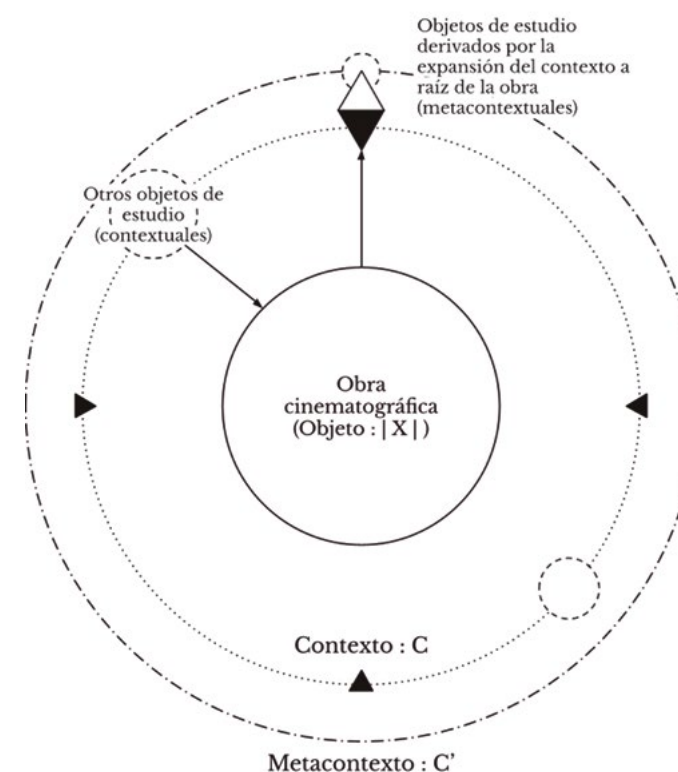 Objetos de estudio
derivados por la
expansión del contexto a
raíz de la obra
(metacontextuales)
Otros objetos de
estudio
(contextuales)
Obra
cinematográfica
(Objeto : | X | )
Contexto : C
Metacontexto : C’